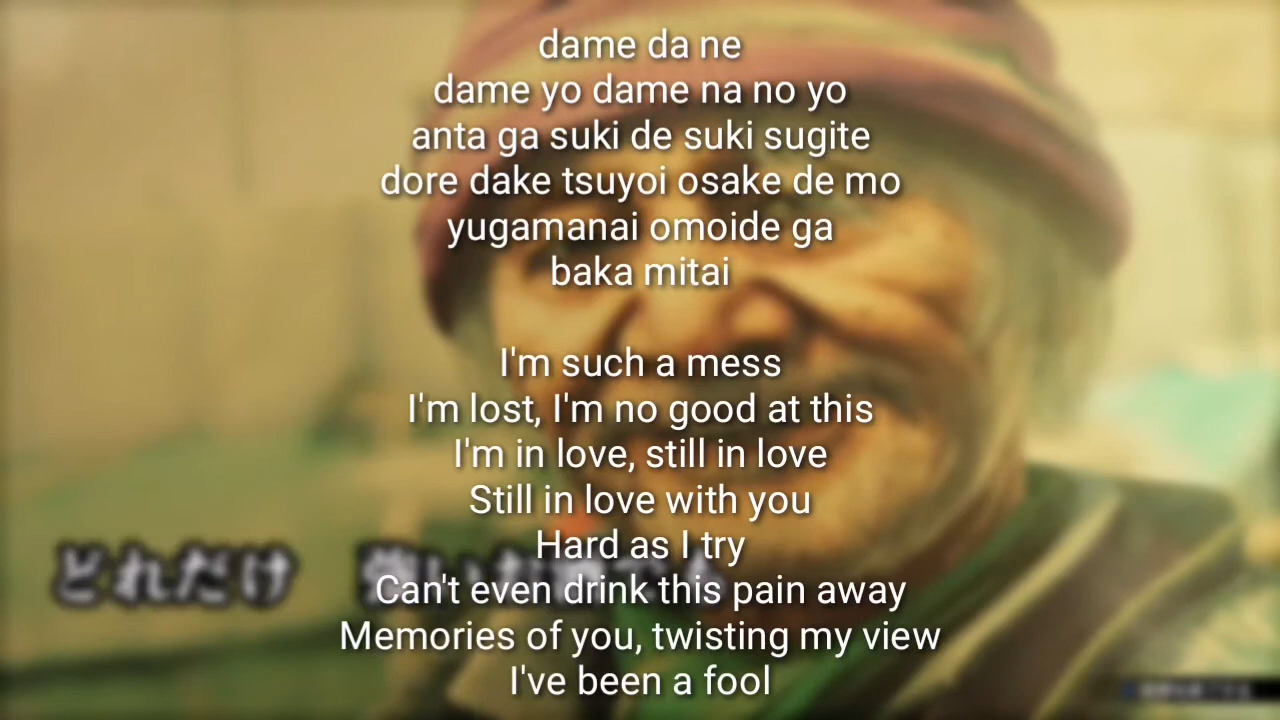 dame da ne
dame yo dame na no yo
anta ga suki de suki sugite
dore dake tsuyoi osake de mo
yugamanai omoide ga
baka mitai
I'm such a mess
I'm lost, I'm no good at this
I'm in love, still in love
Still in love with you
Hard as I try
どれだけ
Can't even drink this pain away
Memories of you, twisting my view
I've been a fool